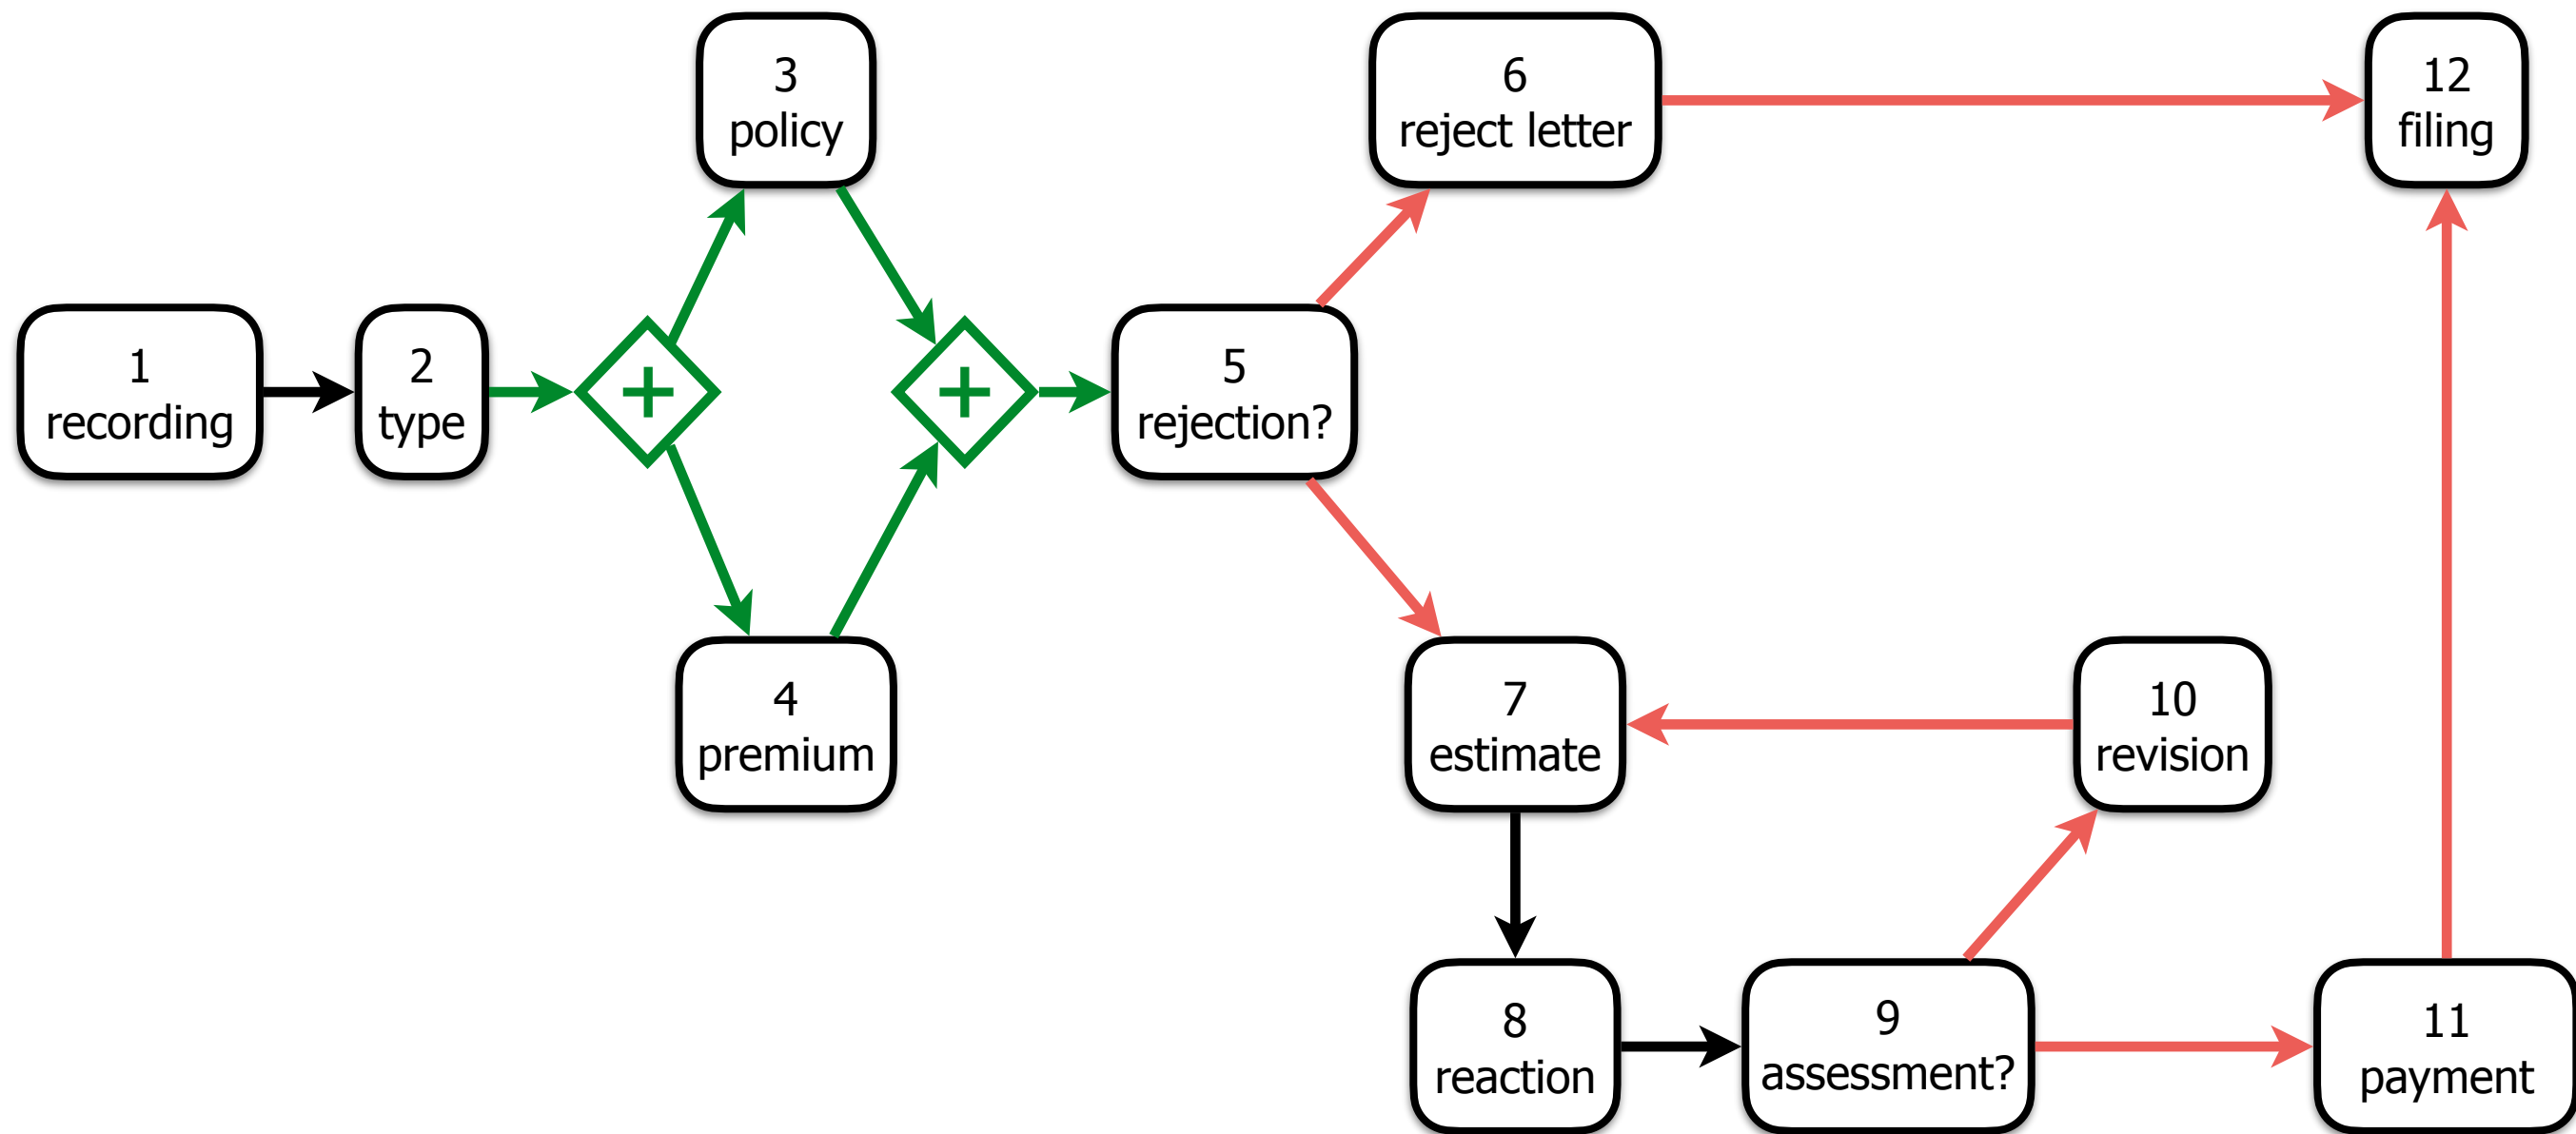 1
recording
2
type
3
policy
+
+
4
premium
5
rejection?
6
reject letter
7
estimate
8
reaction
9
assessment?
10
revision
11
payment
12
filing